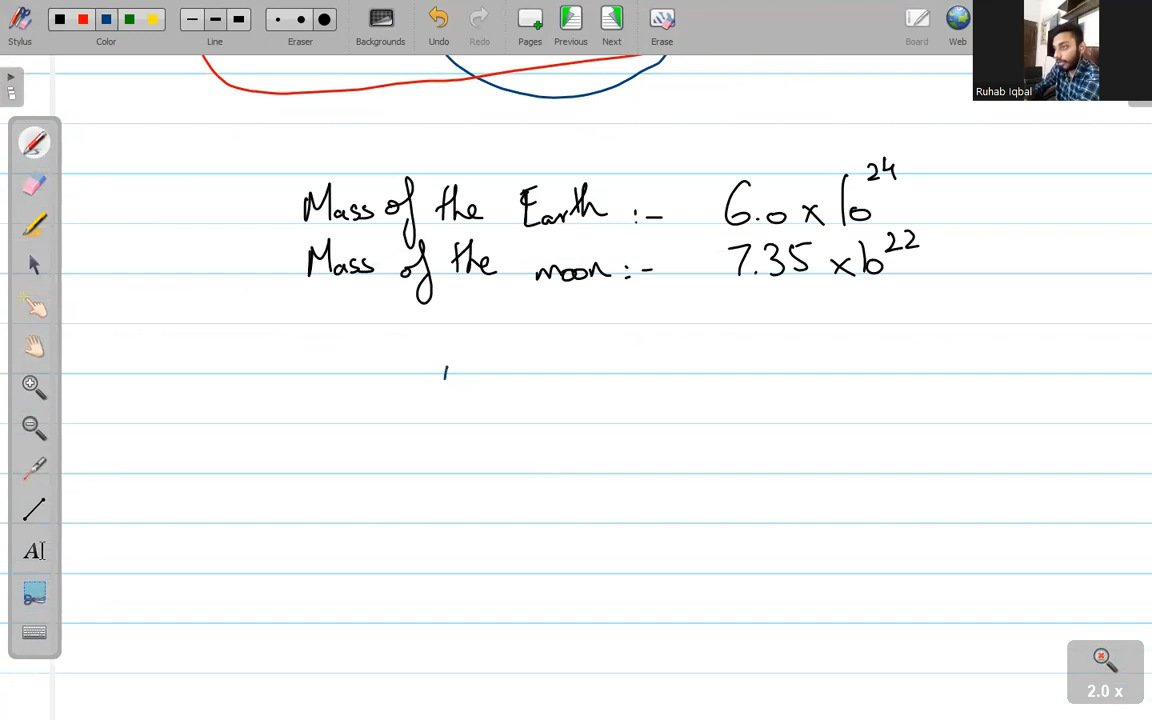 Stylus Color Line Eraser Backgrounds Undo Redo Pages Previous Next Erase Board Web
Ruhab Iqbal
Mass of the Earth :- 6.0 x 10^24
Mass of the moon :- 7.35 x 10^22
AI
2.0 x